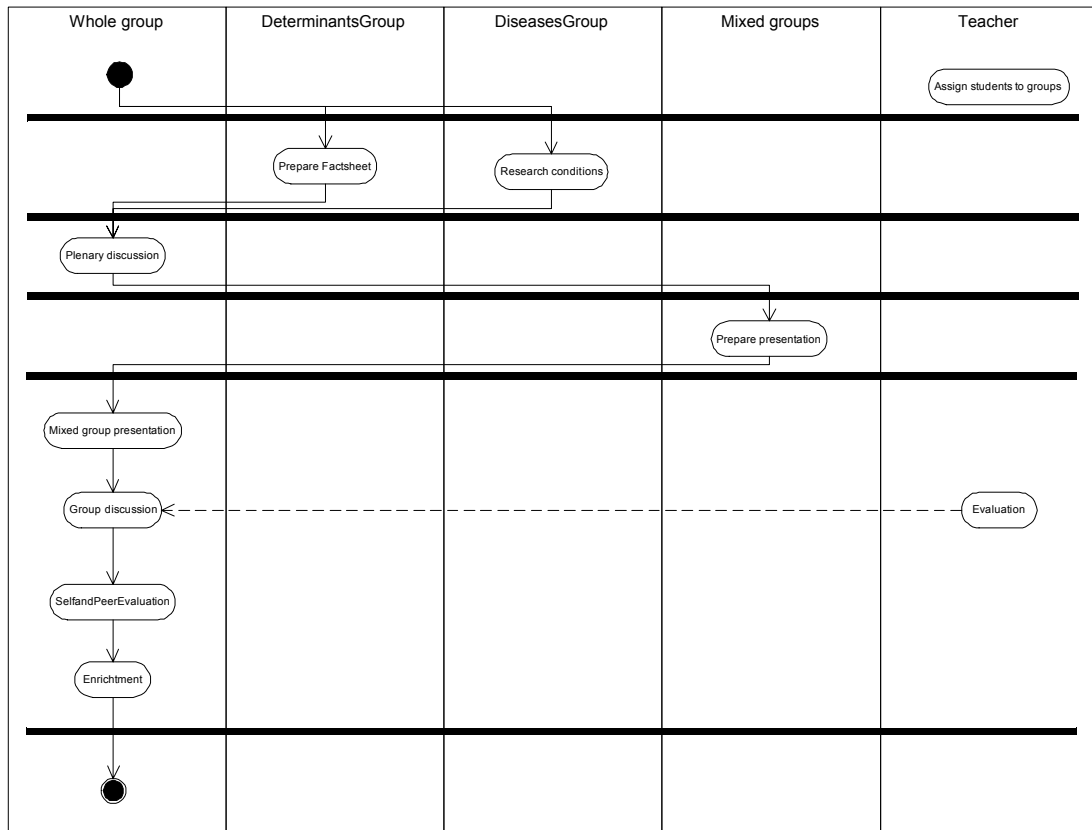 Whole group
DeterminantsGroup
DiseasesGroup
Mixed groups
Teacher
Assign students to groups
Prepare Factsheet
Research conditions
Plenary discussion
Prepare presentation
Mixed group presentation
Group discussion
Evaluation
SelfandPeerEvaluation
Enrichtment